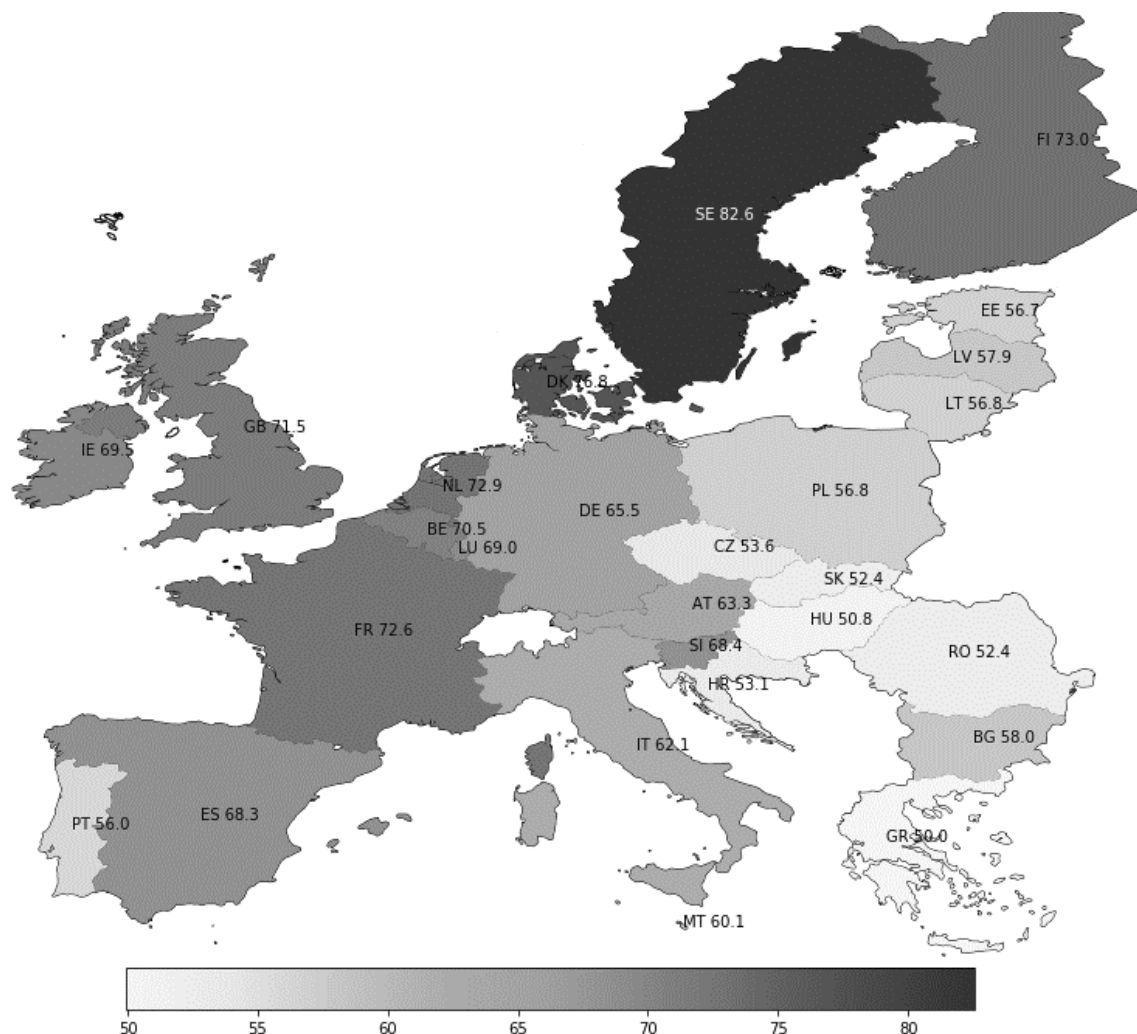 FI 73.0
SE 82.6
EE 56.7
LV 57.9
DK 76.8
LT 56.8
GB 71.5
IE 69.5
NL 72.9
PL 56.8
DE 65.5
BE 70.5
LU 69.0
CZ 53.6
SK 52.4
AT 63.3
HU 50.8
FR 72.6
SI 68.4
RO 52.4
HR 53.1
BG 58.0
IT 62.1
ES 68.3
PT 56.0
GR 50.0
MT 60.1
50 55 60 65 70 75 80